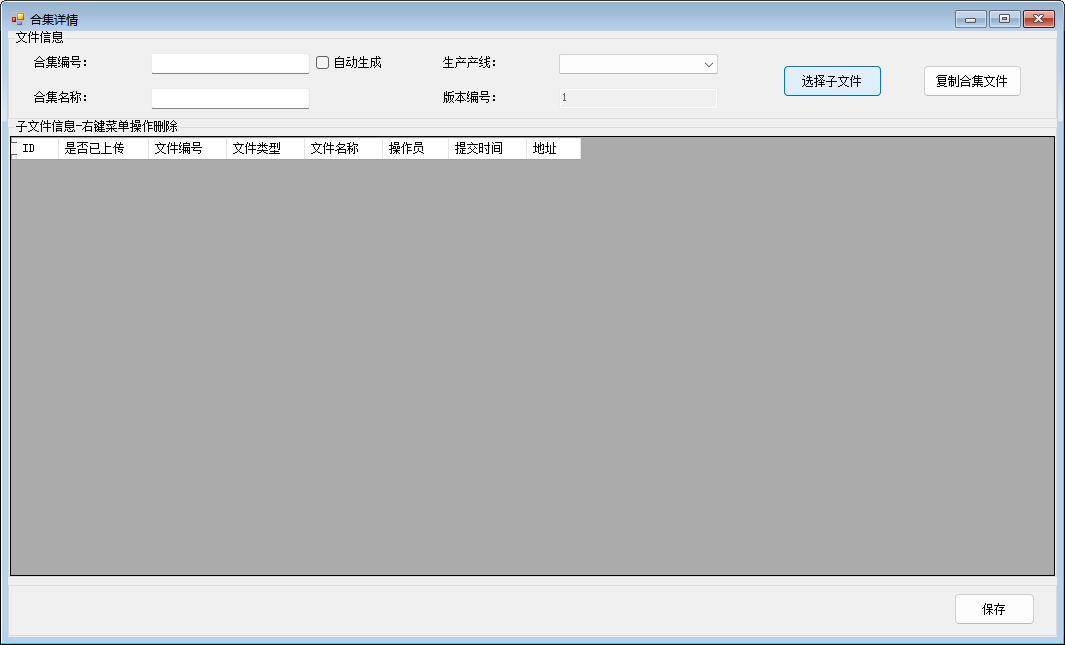 合集详情
文件信息
合集编号： 自动生成 生产产线： 选择子文件 复制合集文件
合集名称： 版本编号： 1
子文件信息-右键菜单操作删除
ID 是否已上传 文件编号 文件类型 文件名称 操作员 提交时间 地址
保存